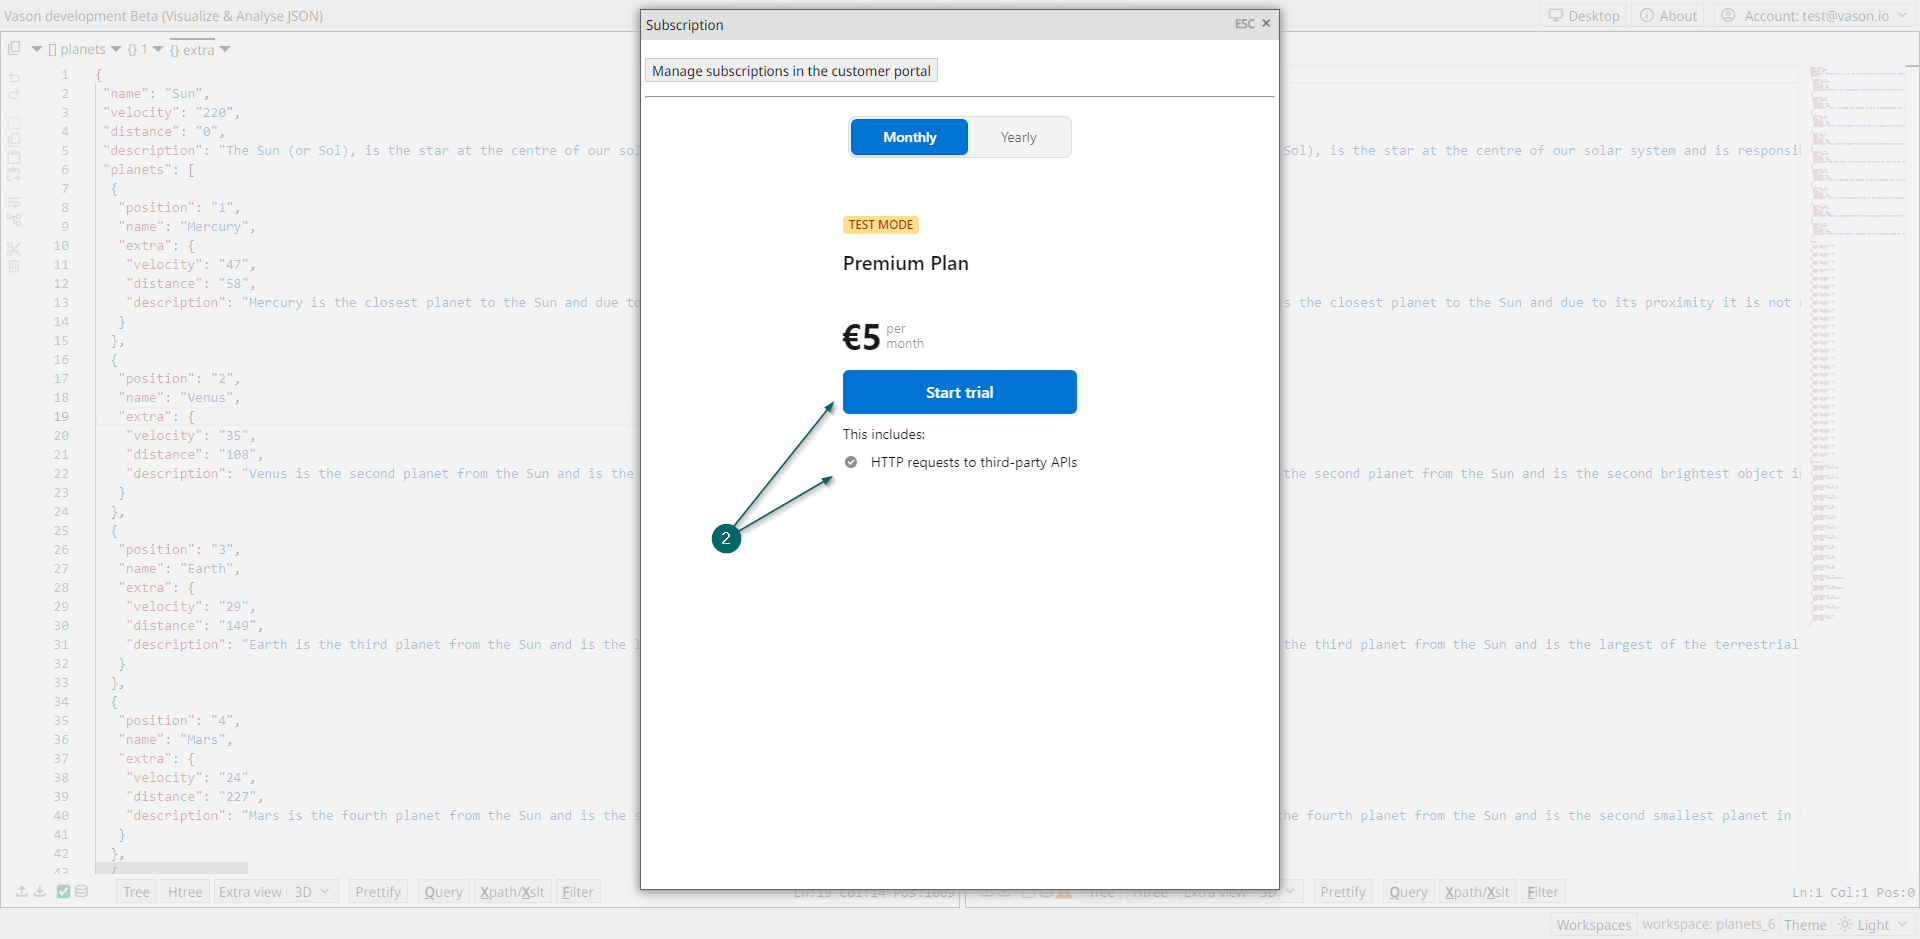 Vason development Beta (Visualize & Analyse JSON)
Desktop
About
Account: test@vason.io
Subscription
ESC
[] planets
{} 1
{} extra
Manage subscriptions in the customer portal
Monthly
Yearly
TEST MODE
Premium Plan
€5 per month
Start trial
This includes:
HTTP requests to third-party APIs
2
1 {
2 "name": "Sun",
3 "velocity": "220",
4 "distance": "0",
5 "description": "The Sun (or Sol), is the star at the centre of our sol
6 "planets": [
7 {
8 "position": "1",
9 "name": "Mercury",
10 "extra": {
11 "velocity": "47",
12 "distance": "58",
13 "description": "Mercury is the closest planet to the Sun and due to
14 }
15 },
16 {
17 "position": "2",
18 "name": "Venus",
19 "extra": {
20 "velocity": "35",
21 "distance": "108",
22 "description": "Venus is the second planet from the Sun and is the
23 }
24 },
25 {
26 "position": "3",
27 "name": "Earth",
28 "extra": {
29 "velocity": "29",
30 "distance": "149",
31 "description": "Earth is the third planet from the Sun and is the l
32 }
33 },
34 {
35 "position": "4",
36 "name": "Mars",
37 "extra": {
38 "velocity": "24",
39 "distance": "227",
40 "description": "Mars is the fourth planet from the Sun and is the s
41 }
42 },
43 {
Sol), is the star at the centre of our solar system and is responsi
s the closest planet to the Sun and due to its proximity it is not
the second planet from the Sun and is the second brightest object i
the third planet from the Sun and is the largest of the terrestrial
he fourth planet from the Sun and is the second smallest planet in
Tree
Htree
Extra view
3D
Prettify
Query
Xpath/Xslt
Filter
Ln:19 Col:14 Pos:1069
Tree
Htree
Extra view
3D
Prettify
Query
Xpath/Xslt
Filter
Ln:1 Col:1 Pos:0
Workspaces
workspace: planets_6
Theme
Light